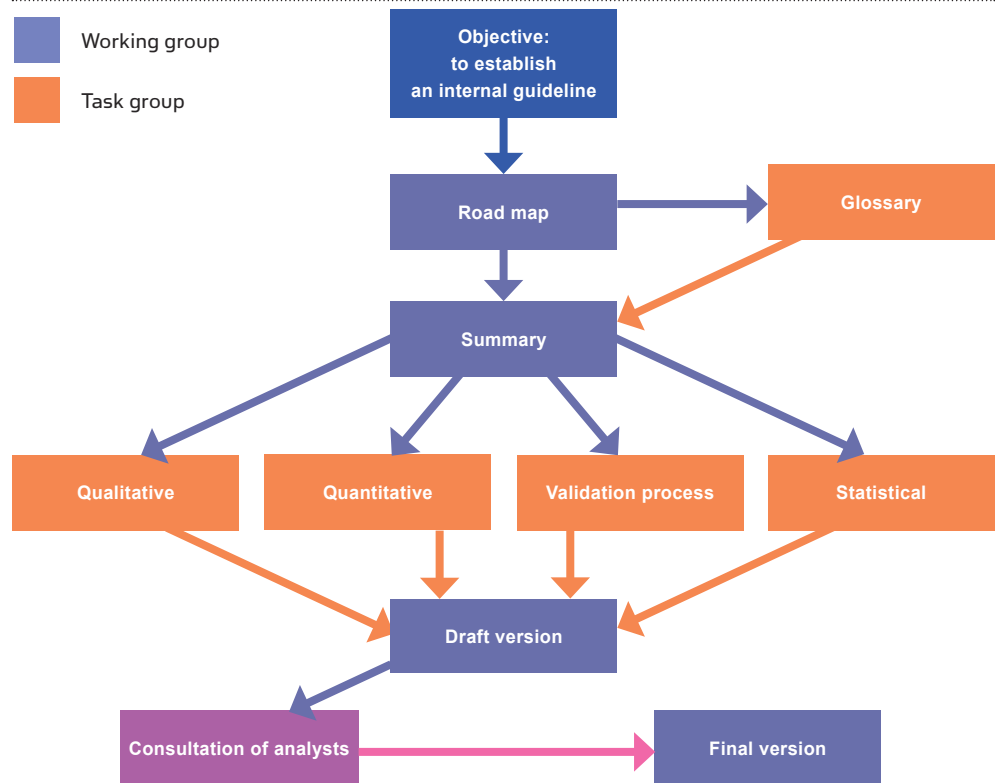 Working group
Task group
Objective:
to establish
an internal guideline
Road map
Glossary
Summary
Qualitative
Quantitative
Validation process
Statistical
Draft version
Consultation of analysts
Final version